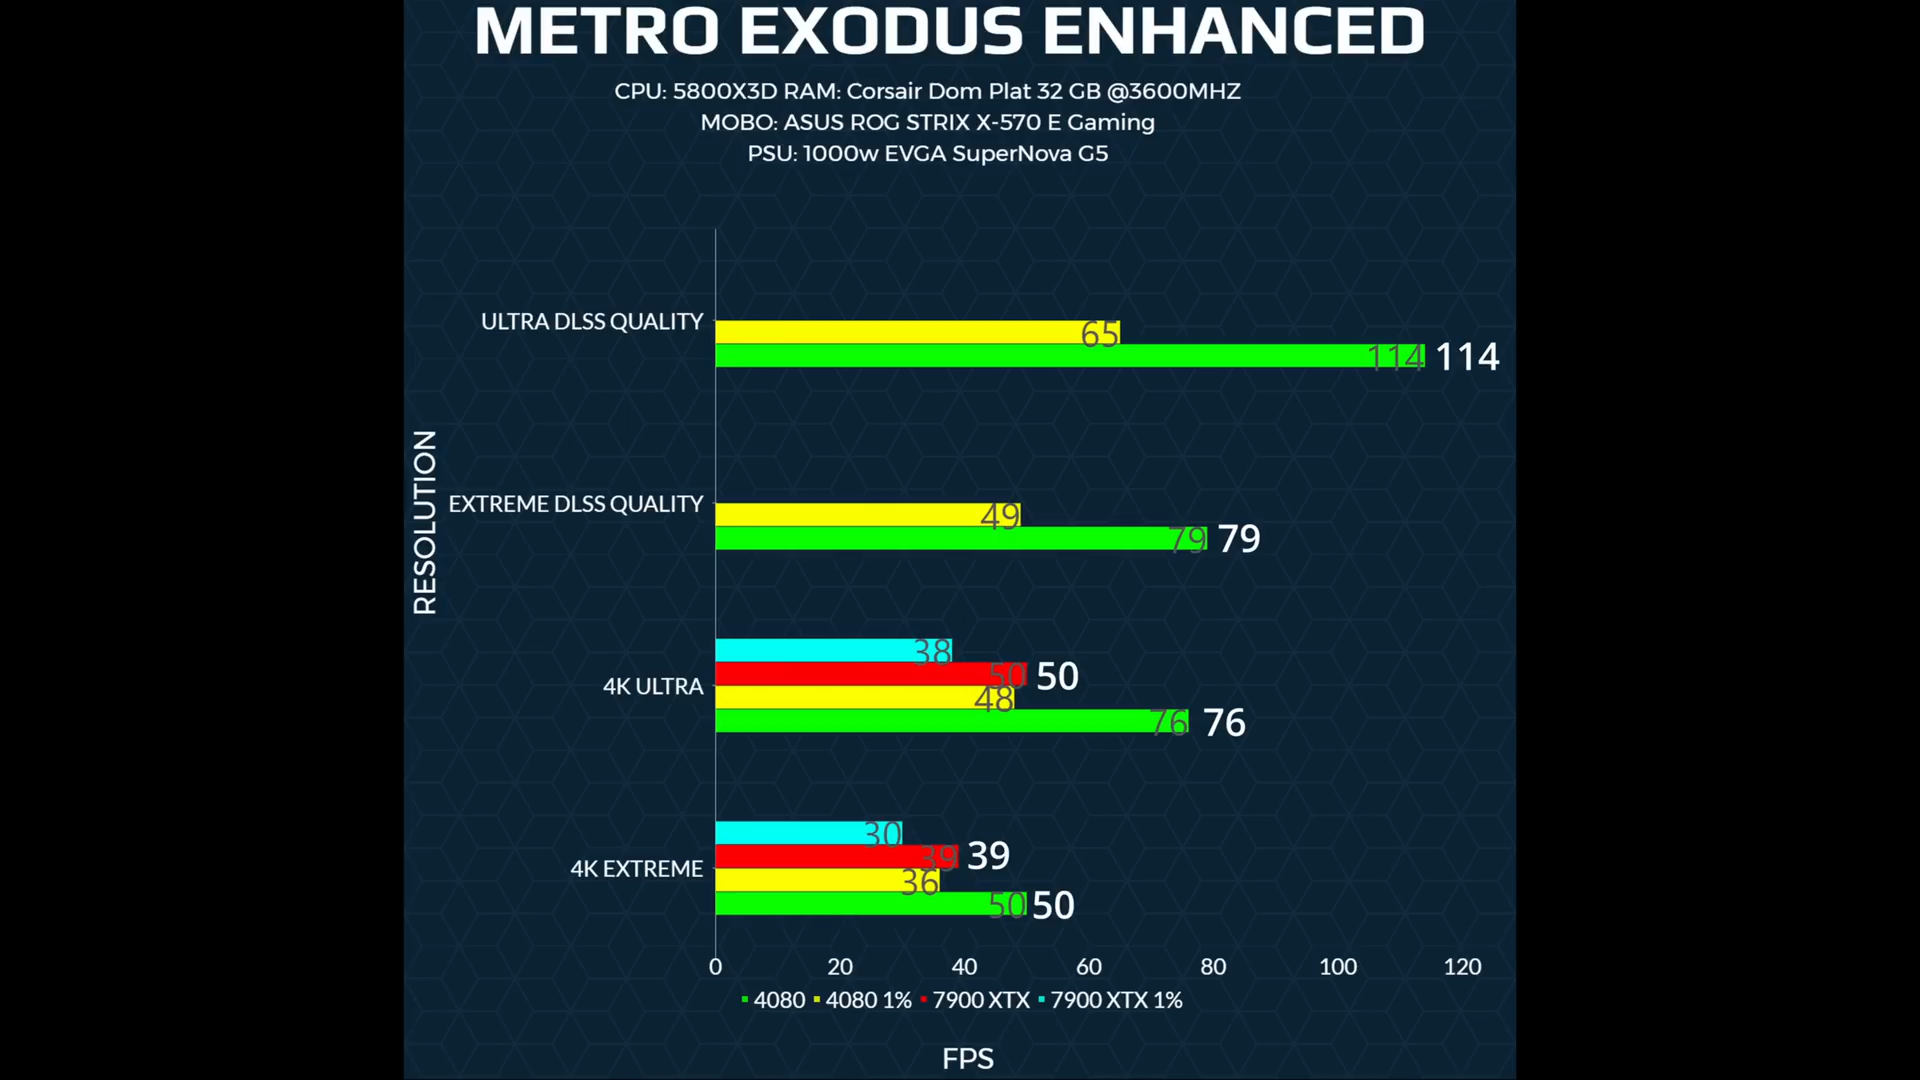 METRO EXODUS ENHANCED
CPU: 5800X3D RAM: Corsair Dom Plat 32 GB @3600MHZ
MOBO: ASUS ROG STRIX X-570 E Gaming
PSU: 1000w EVGA SuperNova G5
RESOLUTION
ULTRA DLSS QUALITY
65
114 114
EXTREME DLSS QUALITY
49
79 79
4K ULTRA
38
50 50
48
76 76
4K EXTREME
30
39 39
36
50 50
0 20 40 60 80 100 120
4080 4080 1% 7900 XTX 7900 XTX 1%
FPS